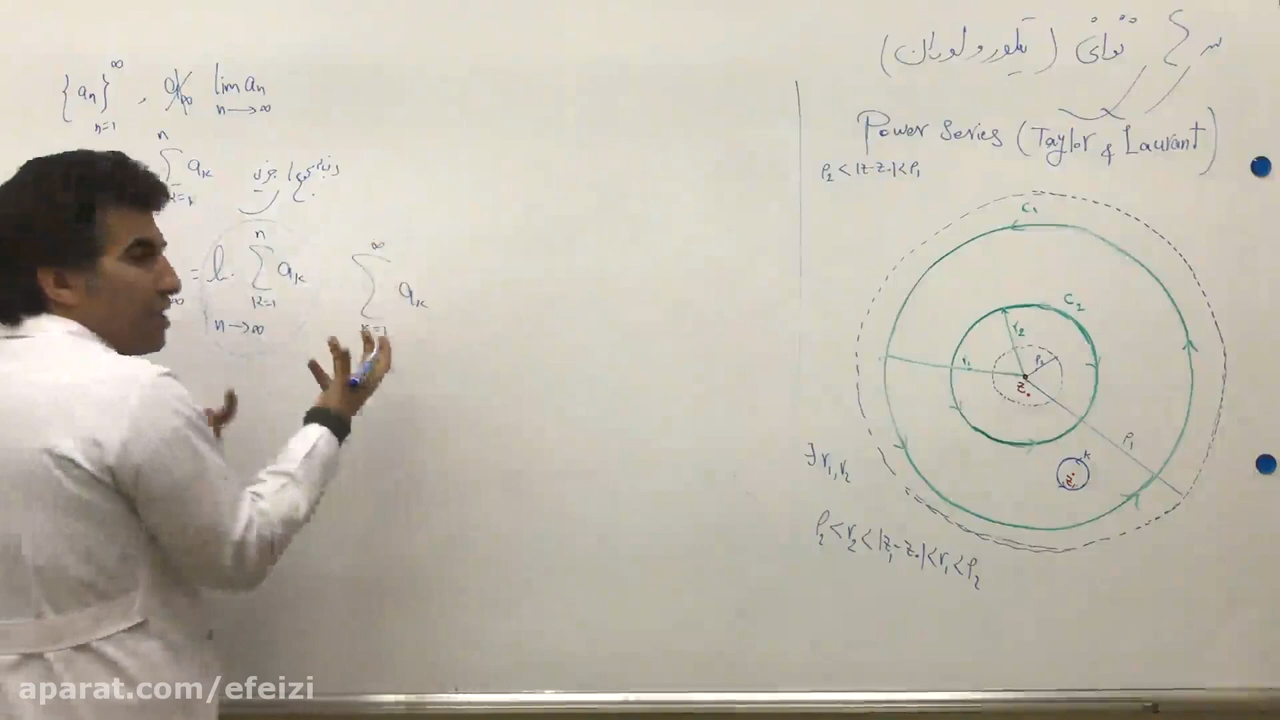 {aₙ}ₙ₌₁^∞ , a∞ lim aₙ
n→∞
n
Σ aₖ
k=1
دنباله
= l. Σₖ₌₁ⁿ aₖ
n→∞
Σₖ₌₁^∞ aₖ
سری توانی (تیلور و لوران)
Power Series (Taylor & Laurant)
ρ₂<|z-z₀|<ρ₁
C₁
C₂
r₂
r₁
ρ₂
z₀
ρ₁
k
z₁
∃ r₁,r₂
ρ₂<r₂<|z₁-z₀|<r₁<ρ₂
aparat.com/efeizi